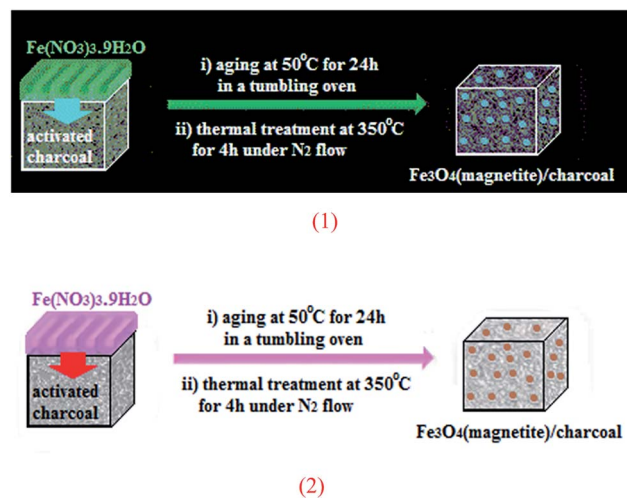 Fe(NO3)3.9H2O
activated
charcoal
i) aging at 50°C for 24h
in a tumbling oven
ii) thermal treatment at 350°C
for 4h under N2 flow
Fe3O4(magnetite)/charcoal
(1)
Fe(NO3)3.9H2O
activated
charcoal
i) aging at 50°C for 24h
in a tumbling oven
ii) thermal treatment at 350°C
for 4h under N2 flow
Fe3O4(magnetite)/charcoal
(2)